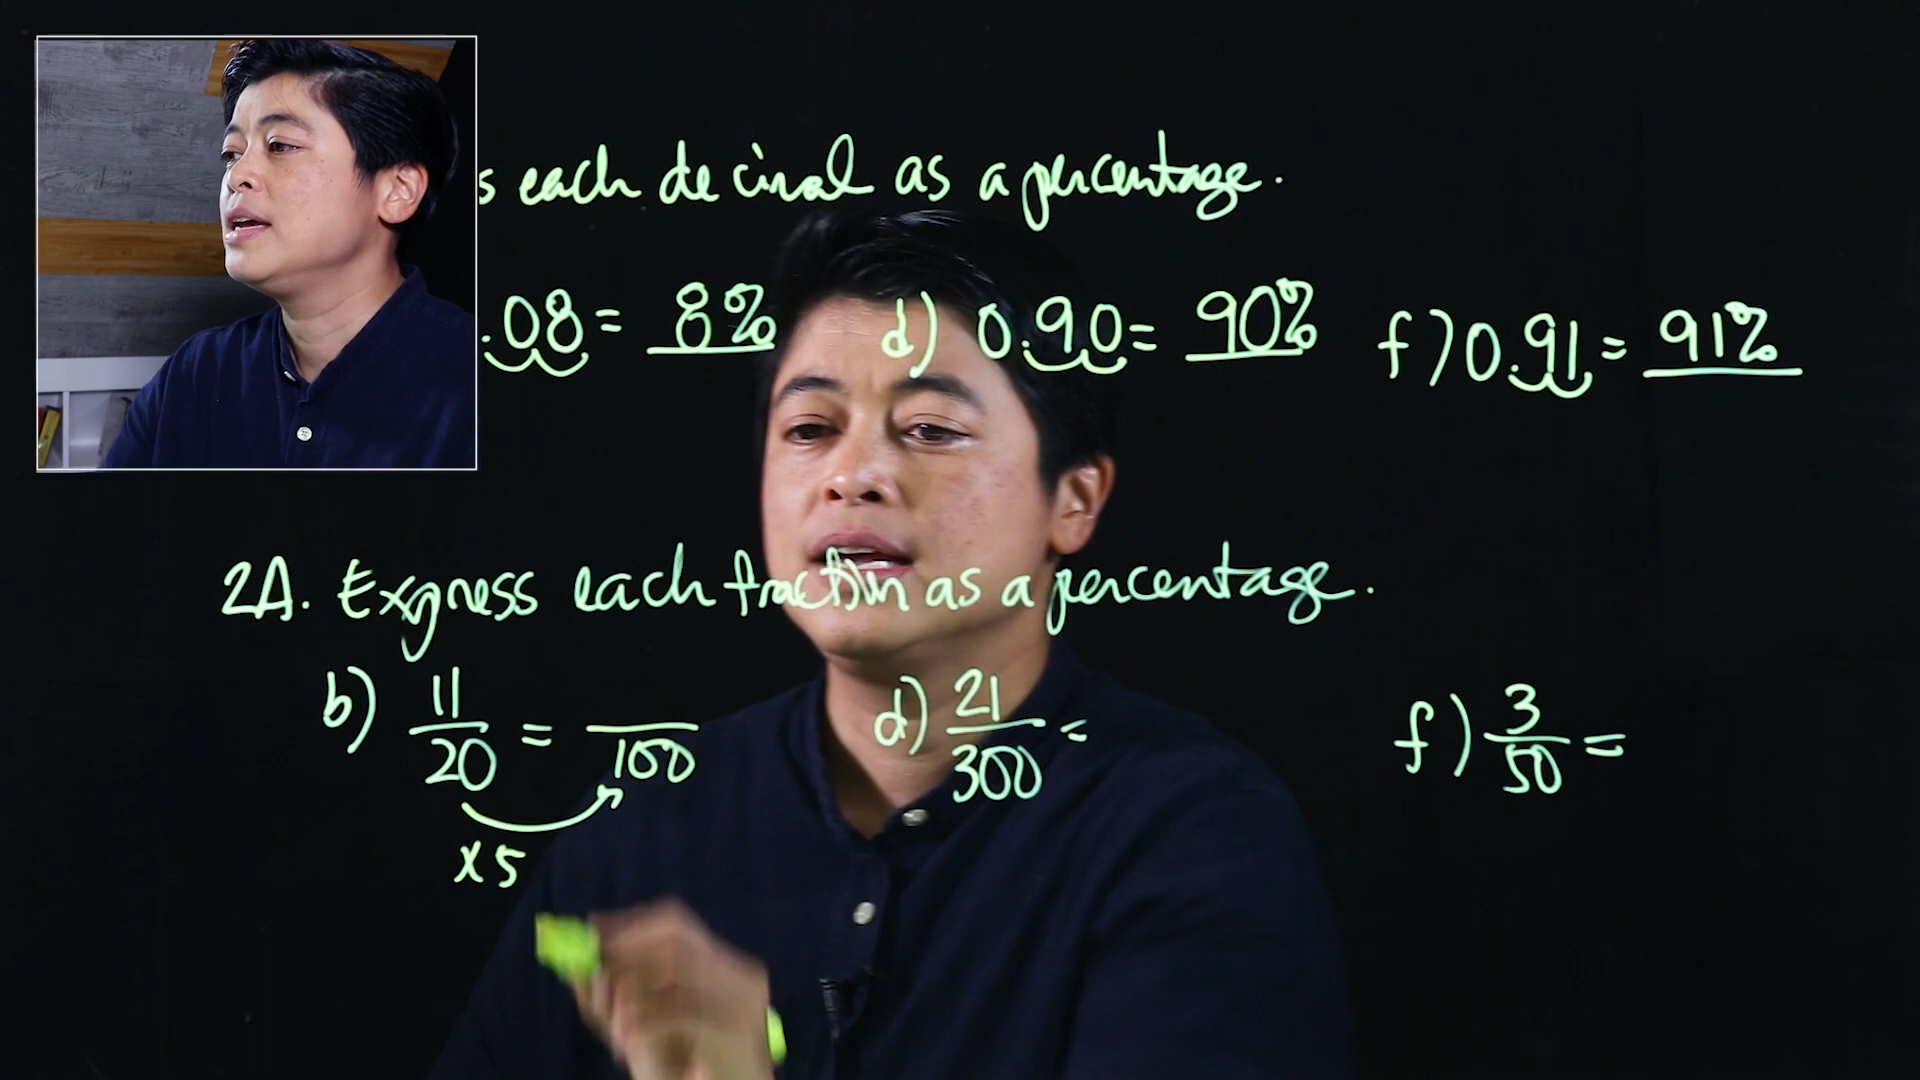 s each decimal as a percentage.
.08 = 8% d) 0.90 = 90% f) 0.91 = 91%
2A. Express each fraction as a percentage.
b) 11/20 = /100 d) 21/300 = f) 3/50 =
x5